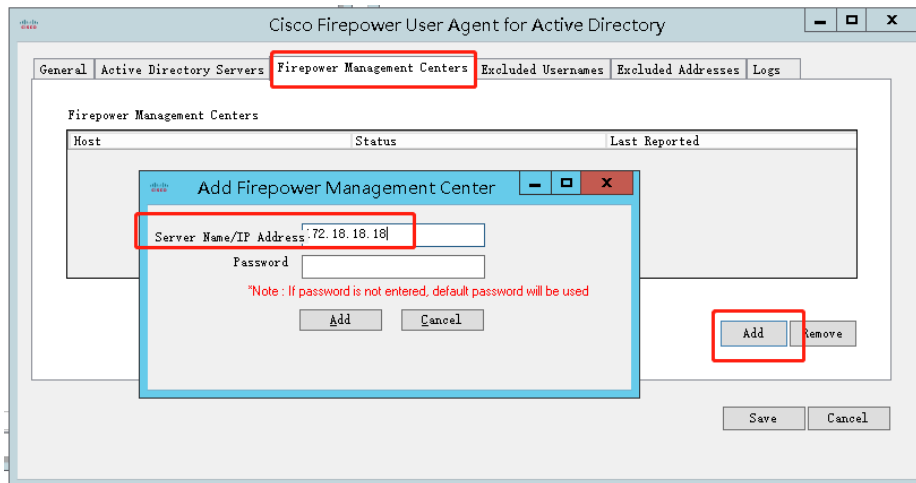 Cisco Firepower User Agent for Active Directory
General Active Directory Servers Firepower Management Centers Excluded Usernames Excluded Addresses Logs
Firepower Management Centers
Host Status Last Reported
Add Firepower Management Center
Server Name/IP Address 172.18.18.18
Password
*Note : If password is not entered, default password will be used
Add Cancel
Add Remove
Save Cancel